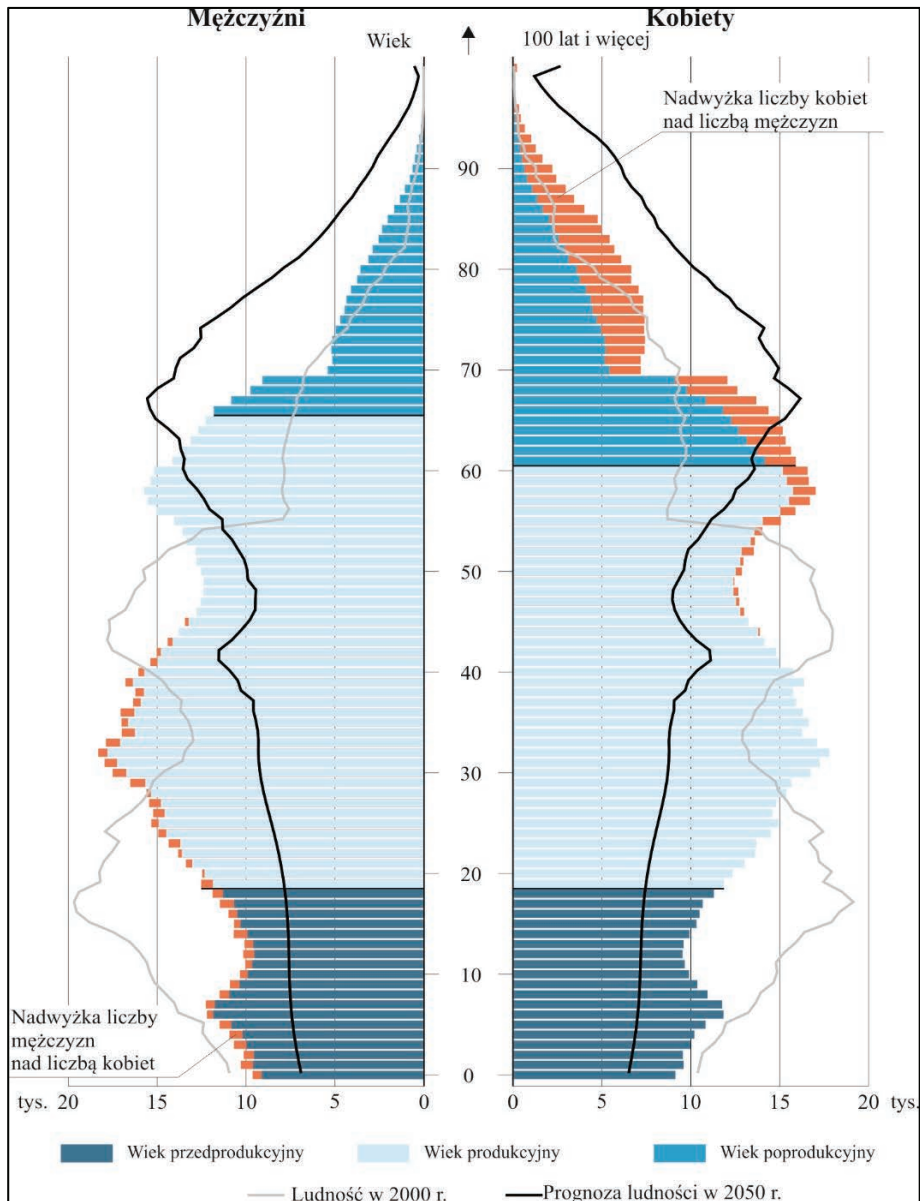 Mężczyźni
Kobiety
Wiek
100 lat i więcej
Nadwyżka liczby kobiet
nad liczbą mężczyzn
90
80
70
60
50
40
30
20
10
0
Nadwyżka liczby
mężczyzn
nad liczbą kobiet
tys. 20 15 10 5 0
0 5 10 15 20 tys.
Wiek przedprodukcyjny
Wiek produkcyjny
Wiek poprodukcyjny
Ludność w 2000 r.
Prognoza ludności w 2050 r.